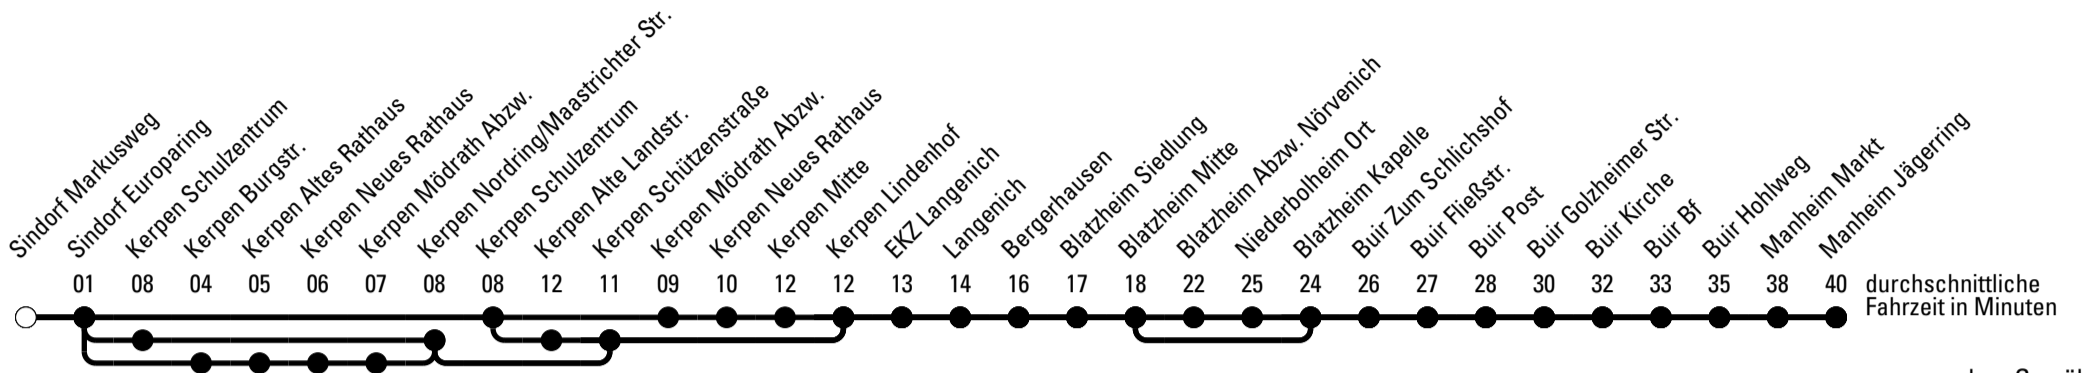 Sindorf Markusweg
Sindorf Europaring
Kerpen Schulzentrum
Kerpen Burgstr.
Kerpen Altes Rathaus
Kerpen Neues Rathaus
Kerpen Mödrath Abzw.
Kerpen Nordring/Maastrichter Str.
Kerpen Schulzentrum
Kerpen Alte Landstr.
Kerpen Schützenstraße
Kerpen Mödrath Abzw.
Kerpen Neues Rathaus
Kerpen Mitte
Kerpen Lindenhof
EKZ Langenich
Langenich
Bergerhausen
Blatzheim Siedlung
Blatzheim Mitte
Blatzheim Abzw. Nörvenich
Niederbolheim Ort
Blatzheim Kapelle
Buir Zum Schlichshof
Buir Fließstr.
Buir Post
Buir Golzheimer Str.
Buir Kirche
Buir Bf
Buir Hohlweg
Manheim Markt
Manheim Jägerring
01 08 04 05 06 07 08 08 12 11 09 10 12 12 13 14 16 17 18 22 25 24 26 27 28 30 32 33 35 38 40 durchschnittliche
Fahrzeit in Minuten